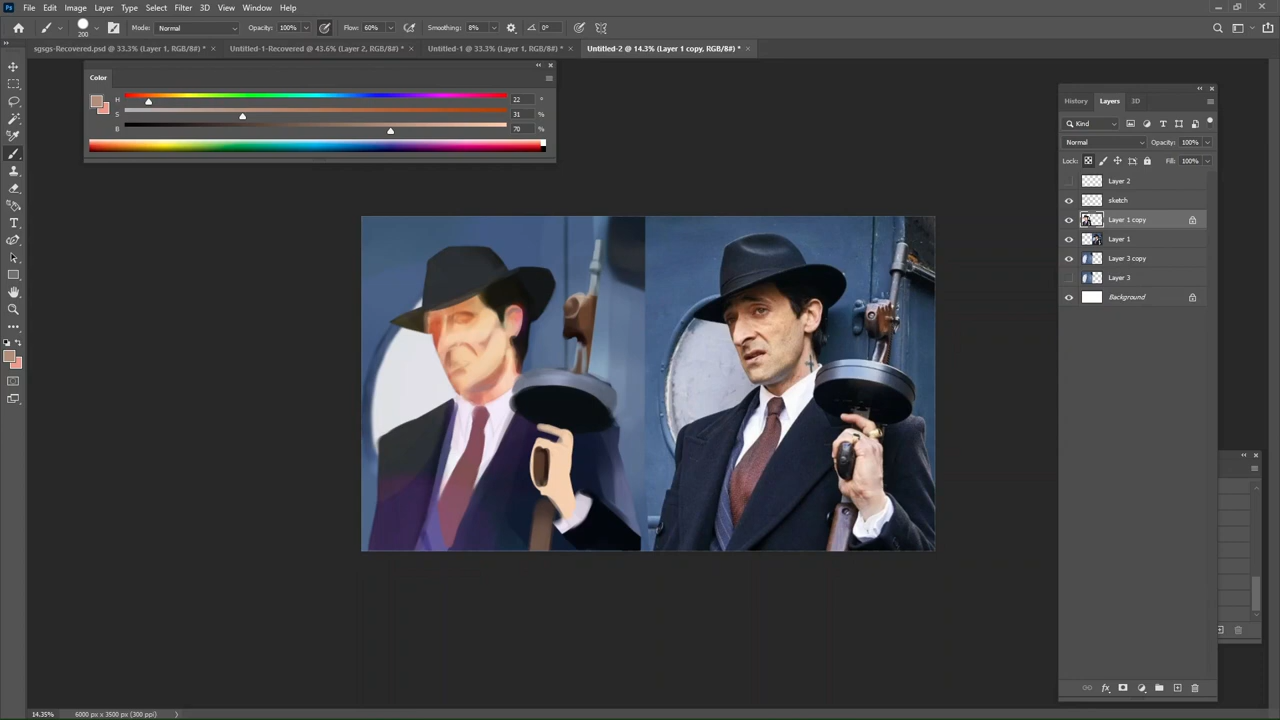 Ps File Edit Image Layer Type Select Filter 3D View Window Help
200 Mode: Normal Opacity: 100% Flow: 60% Smoothing: 8% 0°
sgsgs-Recovered.psd @ 33.3% (Layer 1, RGB/8#) * × Untitled-1-Recovered @ 43.6% (Layer 2, RGB/8#) * × Untitled-1 @ 33.3% (Layer 1, RGB/8#) * × Untitled-2 @ 14.3% (Layer 1 copy, RGB/8#) * ×
Color
H 22 °
S 31 %
B 70 %
History Layers 3D
Kind
Normal Opacity: 100%
Lock: Fill: 100%
Layer 2
sketch
Layer 1 copy
Layer 1
Layer 3 copy
Layer 3
Background
fx
14.35% 6000 px x 3500 px (300 ppi)